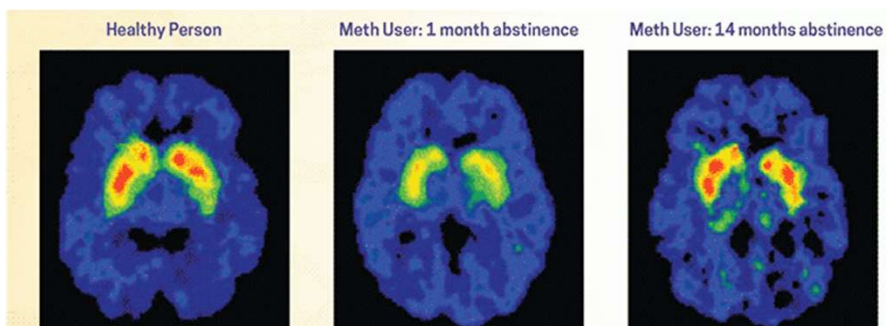 Healthy Person
Meth User: 1 month abstinence
Meth User: 14 months abstinence